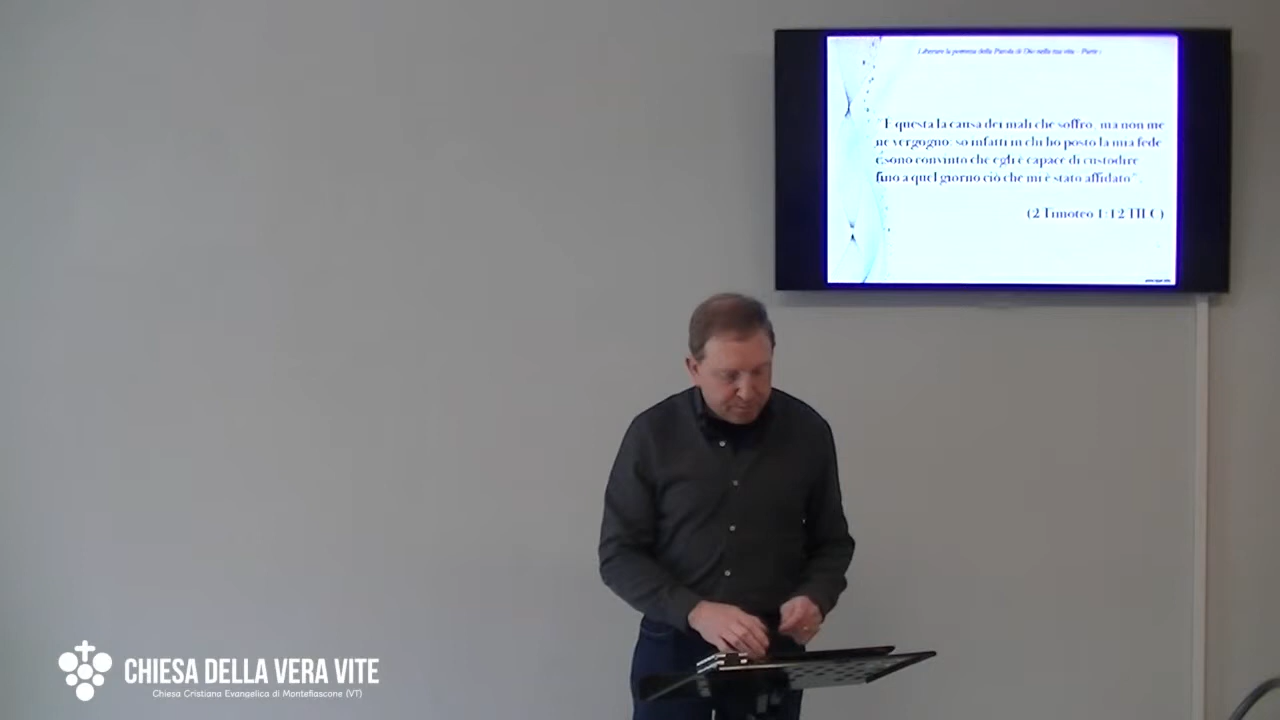 Liberare la potenza della Parola di Dio nella tua vita - Parte
"È questa la causa dei mali che soffro, ma non me
ne vergogno: so infatti in chi ho posto la mia fede
e sono convinto che egli è capace di custodire
fino a quel giorno ciò che mi è stato affidato".
(2 Timoteo 1:12 TILC)
CHIESA DELLA VERA VITE
Chiesa Cristiana Evangelica di Montefiascone (VT)